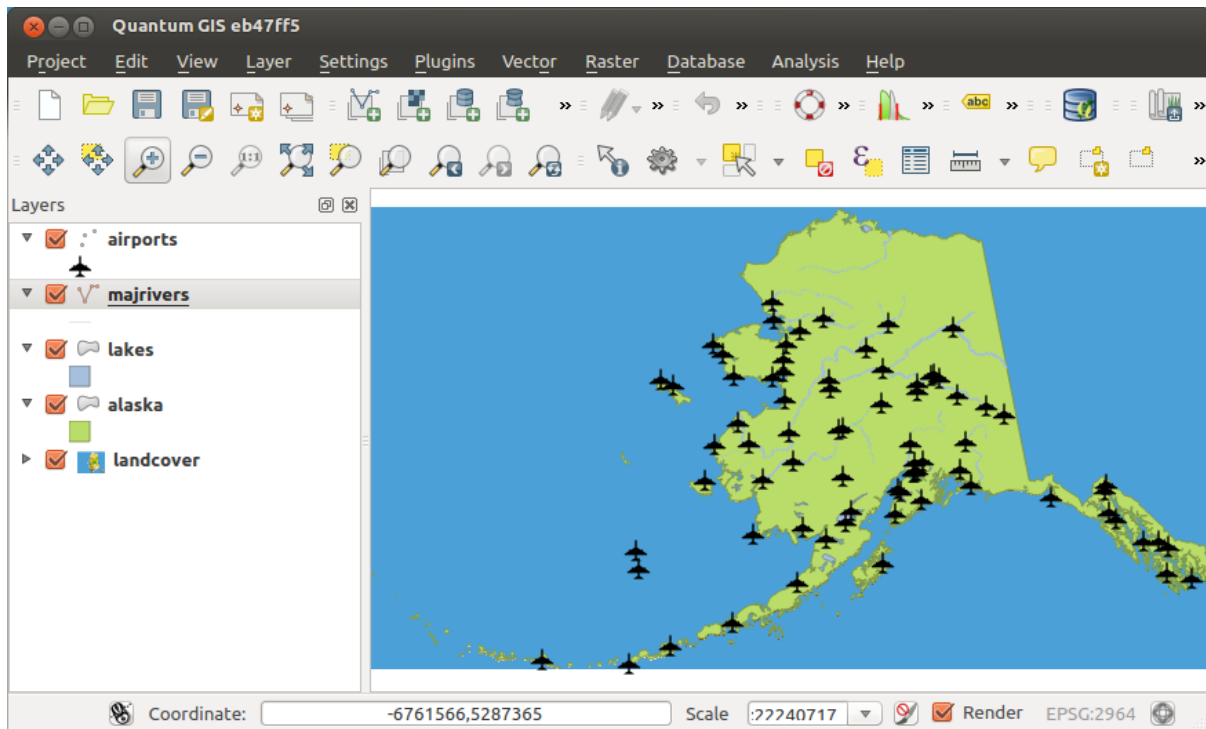 Quantum GIS eb47ff5
Project Edit View Layer Settings Plugins Vector Raster Database Analysis Help
abc
1:1
ε
Layers
airports
majrivers
lakes
alaska
landcover
Coordinate: -6761566,5287365 Scale :22240717 Render EPSG:2964